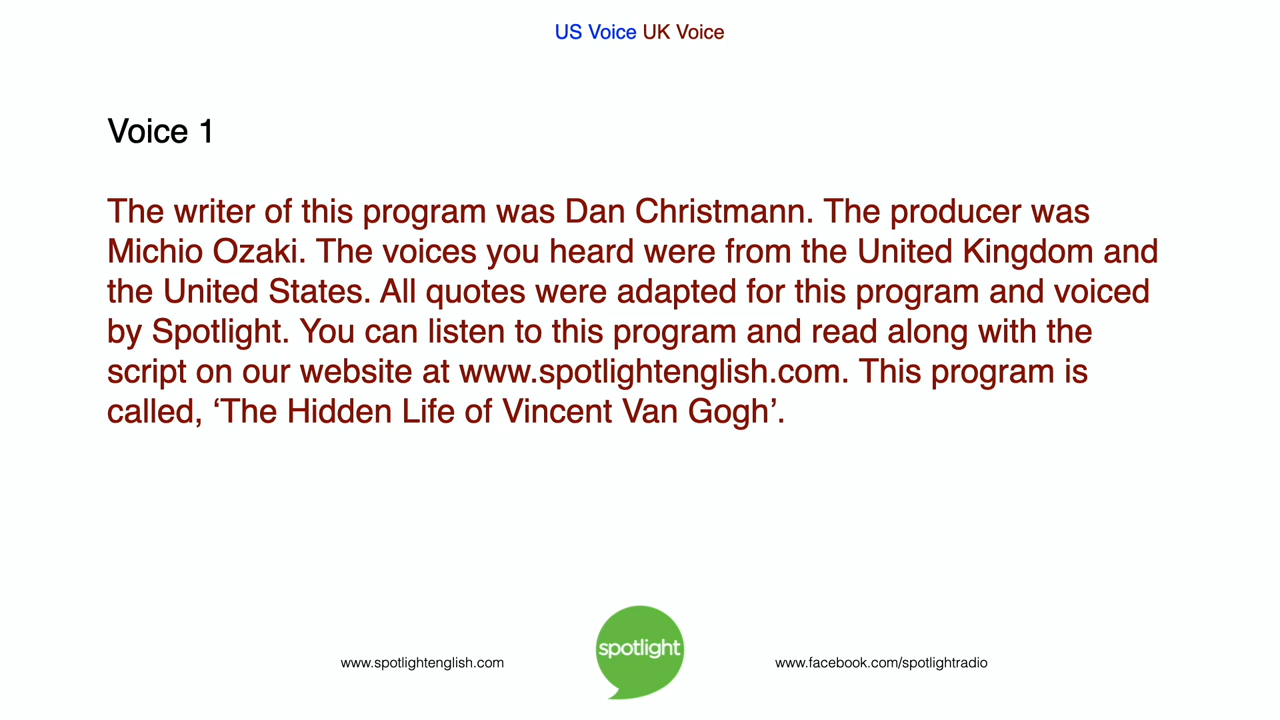 US Voice UK Voice
Voice 1
The writer of this program was Dan Christmann. The producer was
Michio Ozaki. The voices you heard were from the United Kingdom and
the United States. All quotes were adapted for this program and voiced
by Spotlight. You can listen to this program and read along with the
script on our website at www.spotlightenglish.com. This program is
called, ‘The Hidden Life of Vincent Van Gogh’.
www.spotlightenglish.com
spotlight
www.facebook.com/spotlightradio